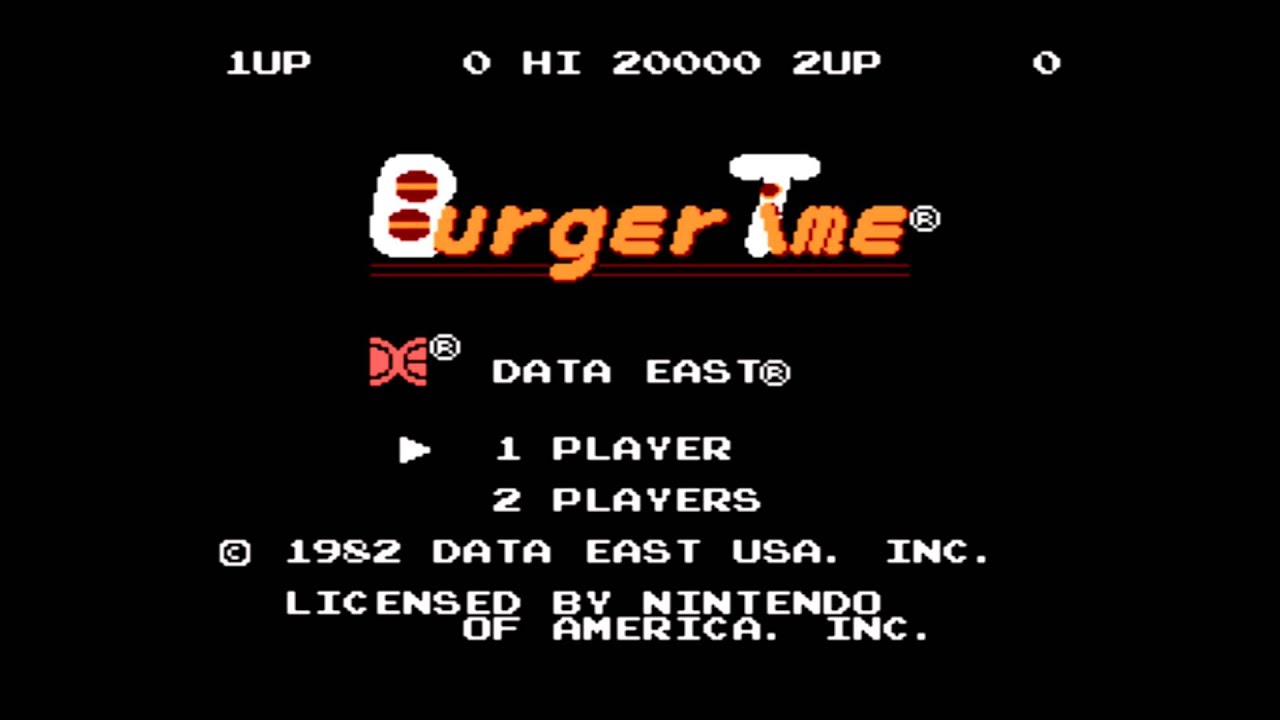 1UP 0 HI 20000 2UP 0
BurgerTime®
® DATA EAST®
1 PLAYER
2 PLAYERS
© 1982 DATA EAST USA. INC.
LICENSED BY NINTENDO
OF AMERICA. INC.